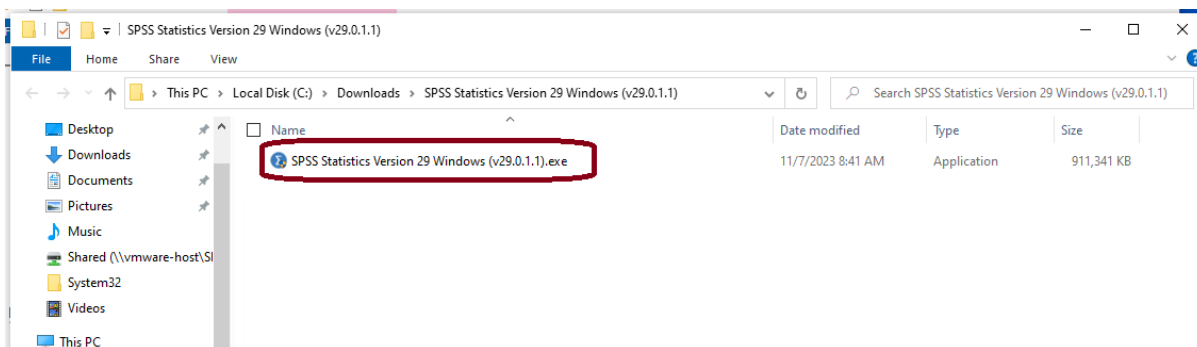 SPSS Statistics Version 29 Windows (v29.0.1.1)
File Home Share View
This PC > Local Disk (C:) > Downloads > SPSS Statistics Version 29 Windows (v29.0.1.1)
Search SPSS Statistics Version 29 Windows (v29.0.1.1)
Name Date modified Type Size
SPSS Statistics Version 29 Windows (v29.0.1.1).exe 11/7/2023 8:41 AM Application 911,341 KB
Desktop
Downloads
Documents
Pictures
Music
Shared (\\vmware-host\S
System32
Videos
This PC